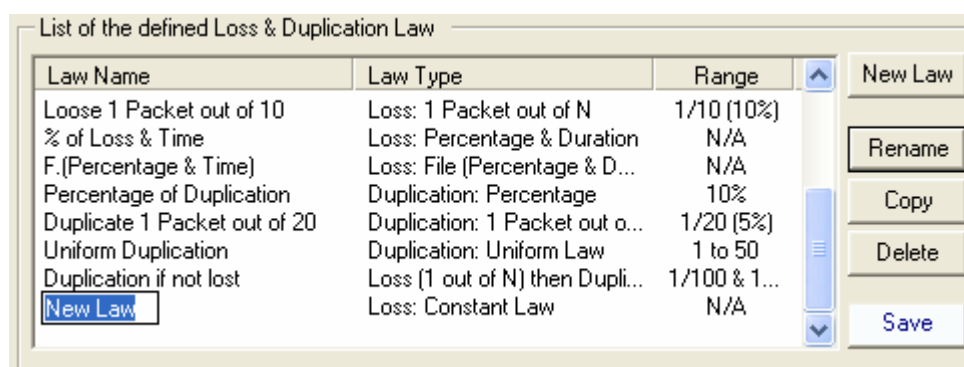 List of the defined Loss & Duplication Law
Law Name Law Type Range
Loose 1 Packet out of 10 Loss: 1 Packet out of N 1/10 (10%)
% of Loss & Time Loss: Percentage & Duration N/A
F.(Percentage & Time) Loss: File (Percentage & D... N/A
Percentage of Duplication Duplication: Percentage 10%
Duplicate 1 Packet out of 20 Duplication: 1 Packet out o... 1/20 (5%)
Uniform Duplication Duplication: Uniform Law 1 to 50
Duplication if not lost Loss (1 out of N) then Dupli... 1/100 & 1...
New Law Loss: Constant Law N/A
New Law
Rename
Copy
Delete
Save